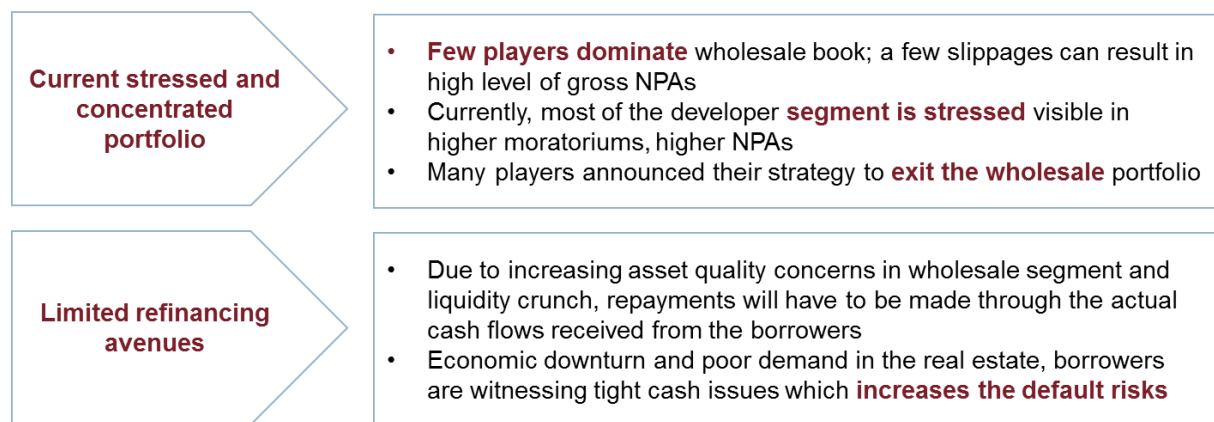 Current stressed and
concentrated
portfolio
• Few players dominate wholesale book; a few slippages can result in
high level of gross NPAs
• Currently, most of the developer segment is stressed visible in
higher moratoriums, higher NPAs
• Many players announced their strategy to exit the wholesale portfolio
Limited refinancing
avenues
• Due to increasing asset quality concerns in wholesale segment and
liquidity crunch, repayments will have to be made through the actual
cash flows received from the borrowers
• Economic downturn and poor demand in the real estate, borrowers
are witnessing tight cash issues which increases the default risks